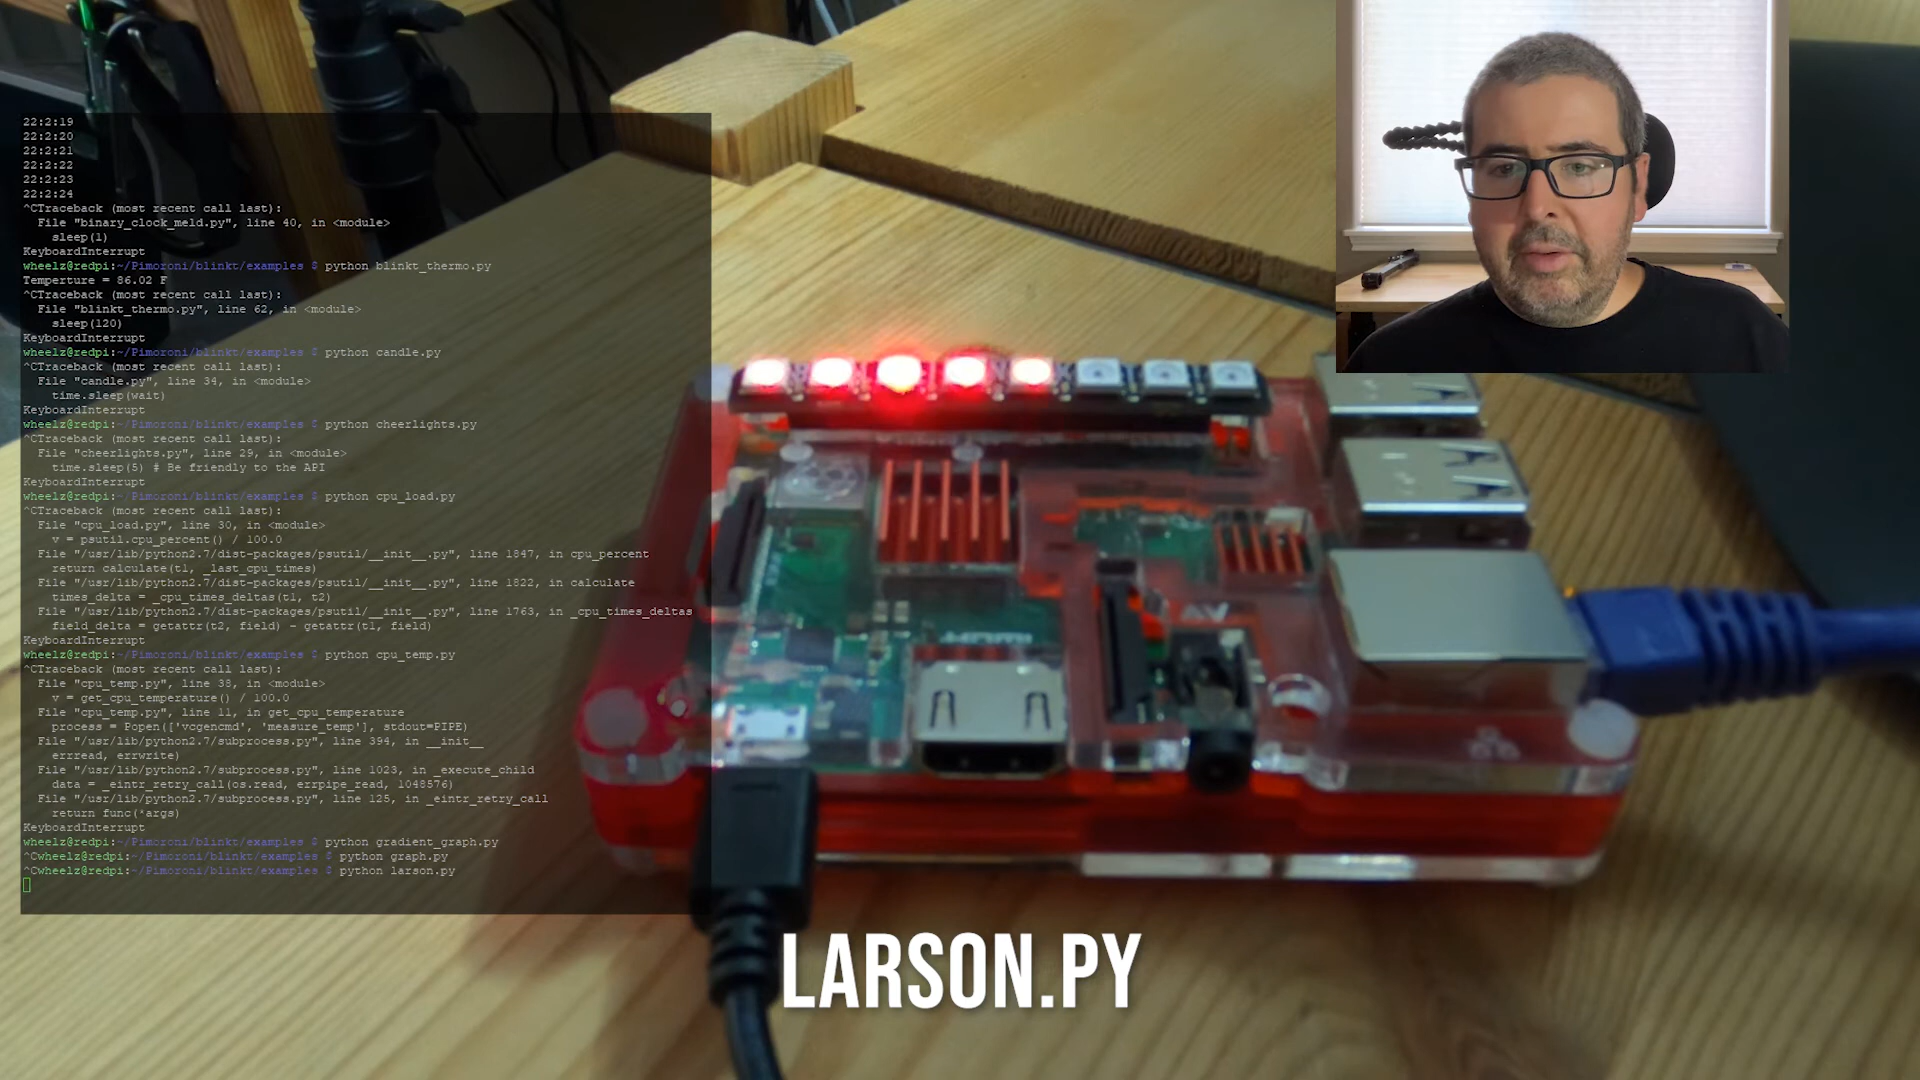 22:2:19
22:2:20
22:2:21
22:2:22
22:2:23
22:2:24
^CTraceback (most recent call last):
File "binary_clock_meld.py", line 40, in <module>
sleep(1)
KeyboardInterrupt
wheelz@redpi:~/Pimoroni/blinkt/examples $ python blinkt_thermo.py
Temperture = 86.02 F
^CTraceback (most recent call last):
File "blinkt_thermo.py", line 62, in <module>
sleep(120)
KeyboardInterrupt
wheelz@redpi:~/Pimoroni/blinkt/examples $ python candle.py
^CTraceback (most recent call last):
File "candle.py", line 34, in <module>
time.sleep(wait)
KeyboardInterrupt
wheelz@redpi:~/Pimoroni/blinkt/examples $ python cheerlights.py
^CTraceback (most recent call last):
File "cheerlights.py", line 29, in <module>
time.sleep(5) # Be friendly to the API
KeyboardInterrupt
wheelz@redpi:~/Pimoroni/blinkt/examples $ python cpu_load.py
^CTraceback (most recent call last):
File "cpu_load.py", line 30, in <module>
v = psutil.cpu_percent() / 100.0
File "/usr/lib/python2.7/dist-packages/psutil/__init__.py", line 1847, in cpu_percent
return calculate(t1, _last_cpu_times)
File "/usr/lib/python2.7/dist-packages/psutil/__init__.py", line 1822, in calculate
times_delta = _cpu_times_deltas(t1, t2)
File "/usr/lib/python2.7/dist-packages/psutil/__init__.py", line 1763, in _cpu_times_deltas
field_delta = getattr(t2, field) - getattr(t1, field)
KeyboardInterrupt
wheelz@redpi:~/Pimoroni/blinkt/examples $ python cpu_temp.py
^CTraceback (most recent call last):
File "cpu_temp.py", line 38, in <module>
v = get_cpu_temperature() / 100.0
File "cpu_temp.py", line 11, in get_cpu_temperature
process = Popen(['vcgencmd', 'measure_temp'], stdout=PIPE)
File "/usr/lib/python2.7/subprocess.py", line 394, in __init__
errread, errwrite)
File "/usr/lib/python2.7/subprocess.py", line 1023, in _execute_child
data = _eintr_retry_call(os.read, errpipe_read, 1048576)
File "/usr/lib/python2.7/subprocess.py", line 125, in _eintr_retry_call
return func(*args)
KeyboardInterrupt
wheelz@redpi:~/Pimoroni/blinkt/examples $ python gradient_graph.py
^Cwheelz@redpi:~/Pimoroni/blinkt/examples $ python graph.py
^Cwheelz@redpi:~/Pimoroni/blinkt/examples $ python larson.py
AV
HDMI
LARSON.PY